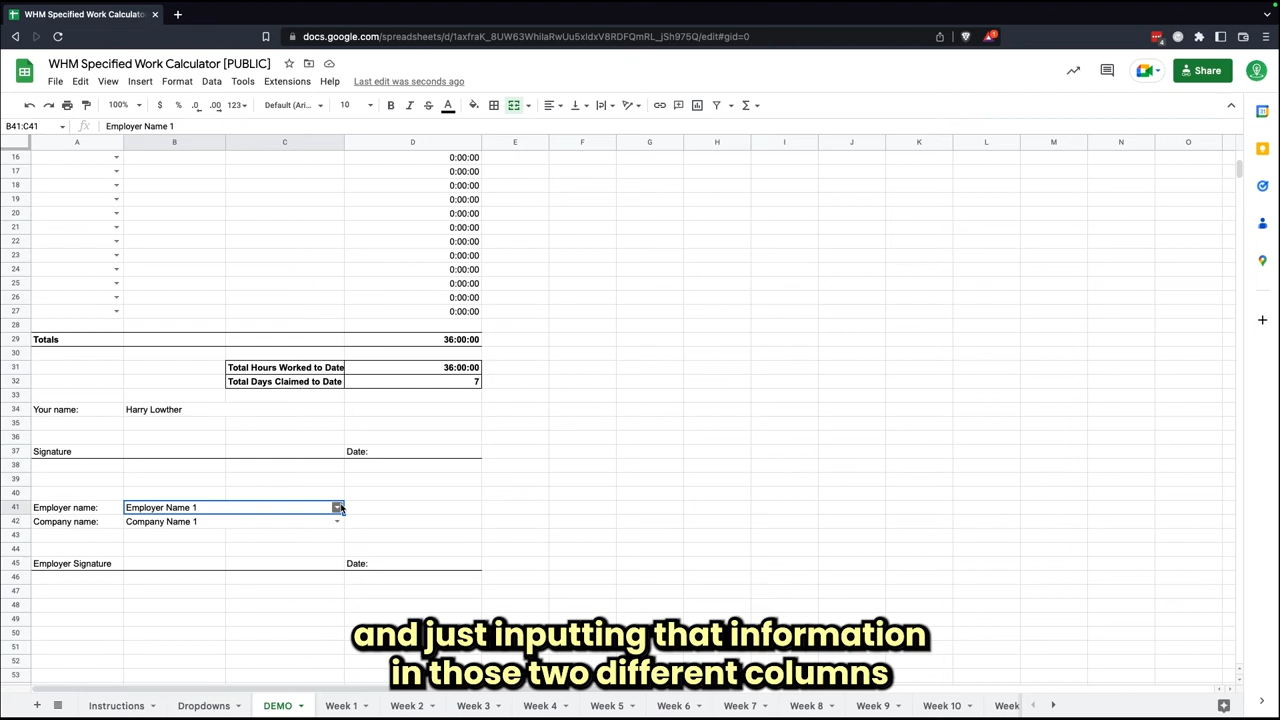 WHM Specified Work Calculator
docs.google.com/spreadsheets/d/1axfraK_8UW63WhilaRwUu5xIdxV8RDFQmRL_jSh975Q/edit#gid=0
WHM Specified Work Calculator [PUBLIC]
File Edit View Insert Format Data Tools Extensions Help Last edit was seconds ago
Share
100% $ % .0 .00 123 Default (Ari... 10 B I S A
B41:C41 fx Employer Name 1
A B C D E F G H I J K L M N O
16 0:00:00
17 0:00:00
18 0:00:00
19 0:00:00
20 0:00:00
21 0:00:00
22 0:00:00
23 0:00:00
24 0:00:00
25 0:00:00
26 0:00:00
27 0:00:00
28
29 Totals 36:00:00
30
31 Total Hours Worked to Date 36:00:00
32 Total Days Claimed to Date 7
33
34 Your name: Harry Lowther
35
36
37 Signature Date:
38
39
40
41 Employer name: Employer Name 1
42 Company name: Company Name 1
43
44
45 Employer Signature Date:
46
47
48
49
50
51
52
53
and just inputting that information
in those two different columns
Instructions Dropdowns DEMO Week 1 Week 2 Week 3 Week 4 Week 5 Week 6 Week 7 Week 8 Week 9 Week 10 Week